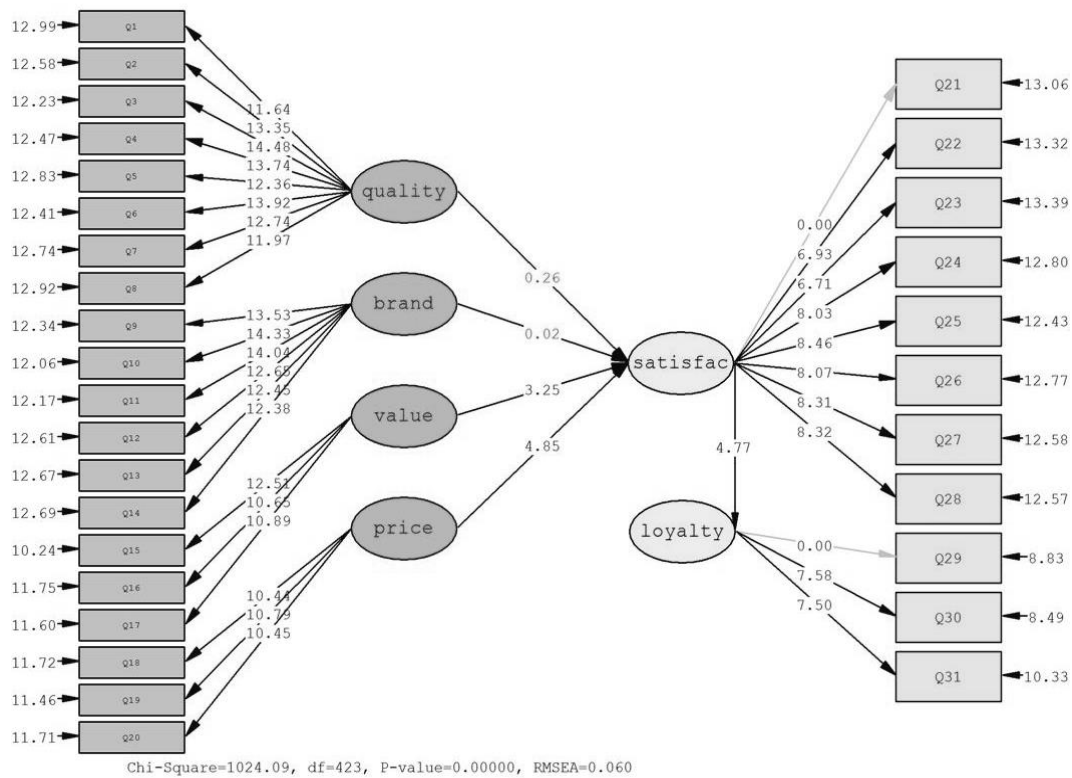 12.99 Q1
12.58 Q2
12.23 Q3
12.47 Q4
12.83 Q5
12.41 Q6
12.74 Q7
12.92 Q8
12.34 Q9
12.06 Q10
12.17 Q11
12.61 Q12
12.67 Q13
12.69 Q14
10.24 Q15
11.75 Q16
11.60 Q17
11.72 Q18
11.46 Q19
11.71 Q20
11.64
13.35
14.48
13.74
12.36
13.92
12.74
11.97
13.53
14.33
14.04
12.65
12.45
12.38
12.51
10.65
10.89
10.44
10.79
10.45
quality
brand
value
price
0.26
0.02
3.25
4.85
satisfac
4.77
loyalty
0.00
6.93
6.71
8.03
8.46
8.07
8.31
8.32
0.00
7.58
7.50
Q21 13.06
Q22 13.32
Q23 13.39
Q24 12.80
Q25 12.43
Q26 12.77
Q27 12.58
Q28 12.57
Q29 8.83
Q30 8.49
Q31 10.33
Chi-Square=1024.09, df=423, P-value=0.00000, RMSEA=0.060